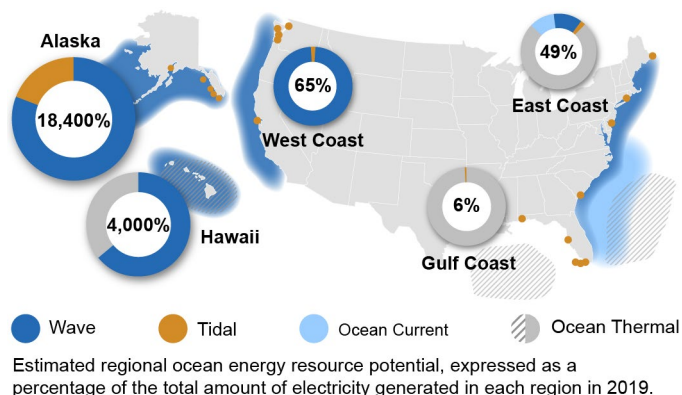 Alaska
18,400%
65%
West Coast
49%
East Coast
4,000%
Hawaii
6%
Gulf Coast
Wave
Tidal
Ocean Current
Ocean Thermal
Estimated regional ocean energy resource potential, expressed as a
percentage of the total amount of electricity generated in each region in 2019.